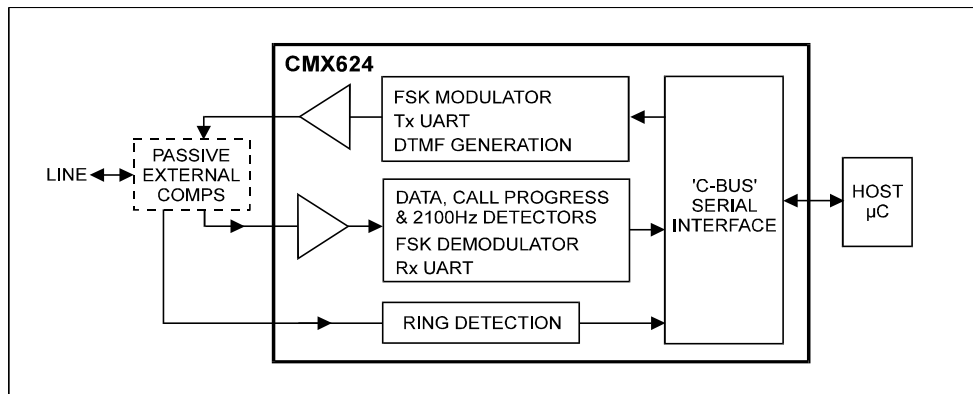 CMX624
FSK MODULATOR
Tx UART
DTMF GENERATION
PASSIVE
EXTERNAL
COMPS
LINE
DATA, CALL PROGRESS
& 2100Hz DETECTORS
FSK DEMODULATOR
Rx UART
RING DETECTION
'C-BUS'
SERIAL
INTERFACE
HOST
µC